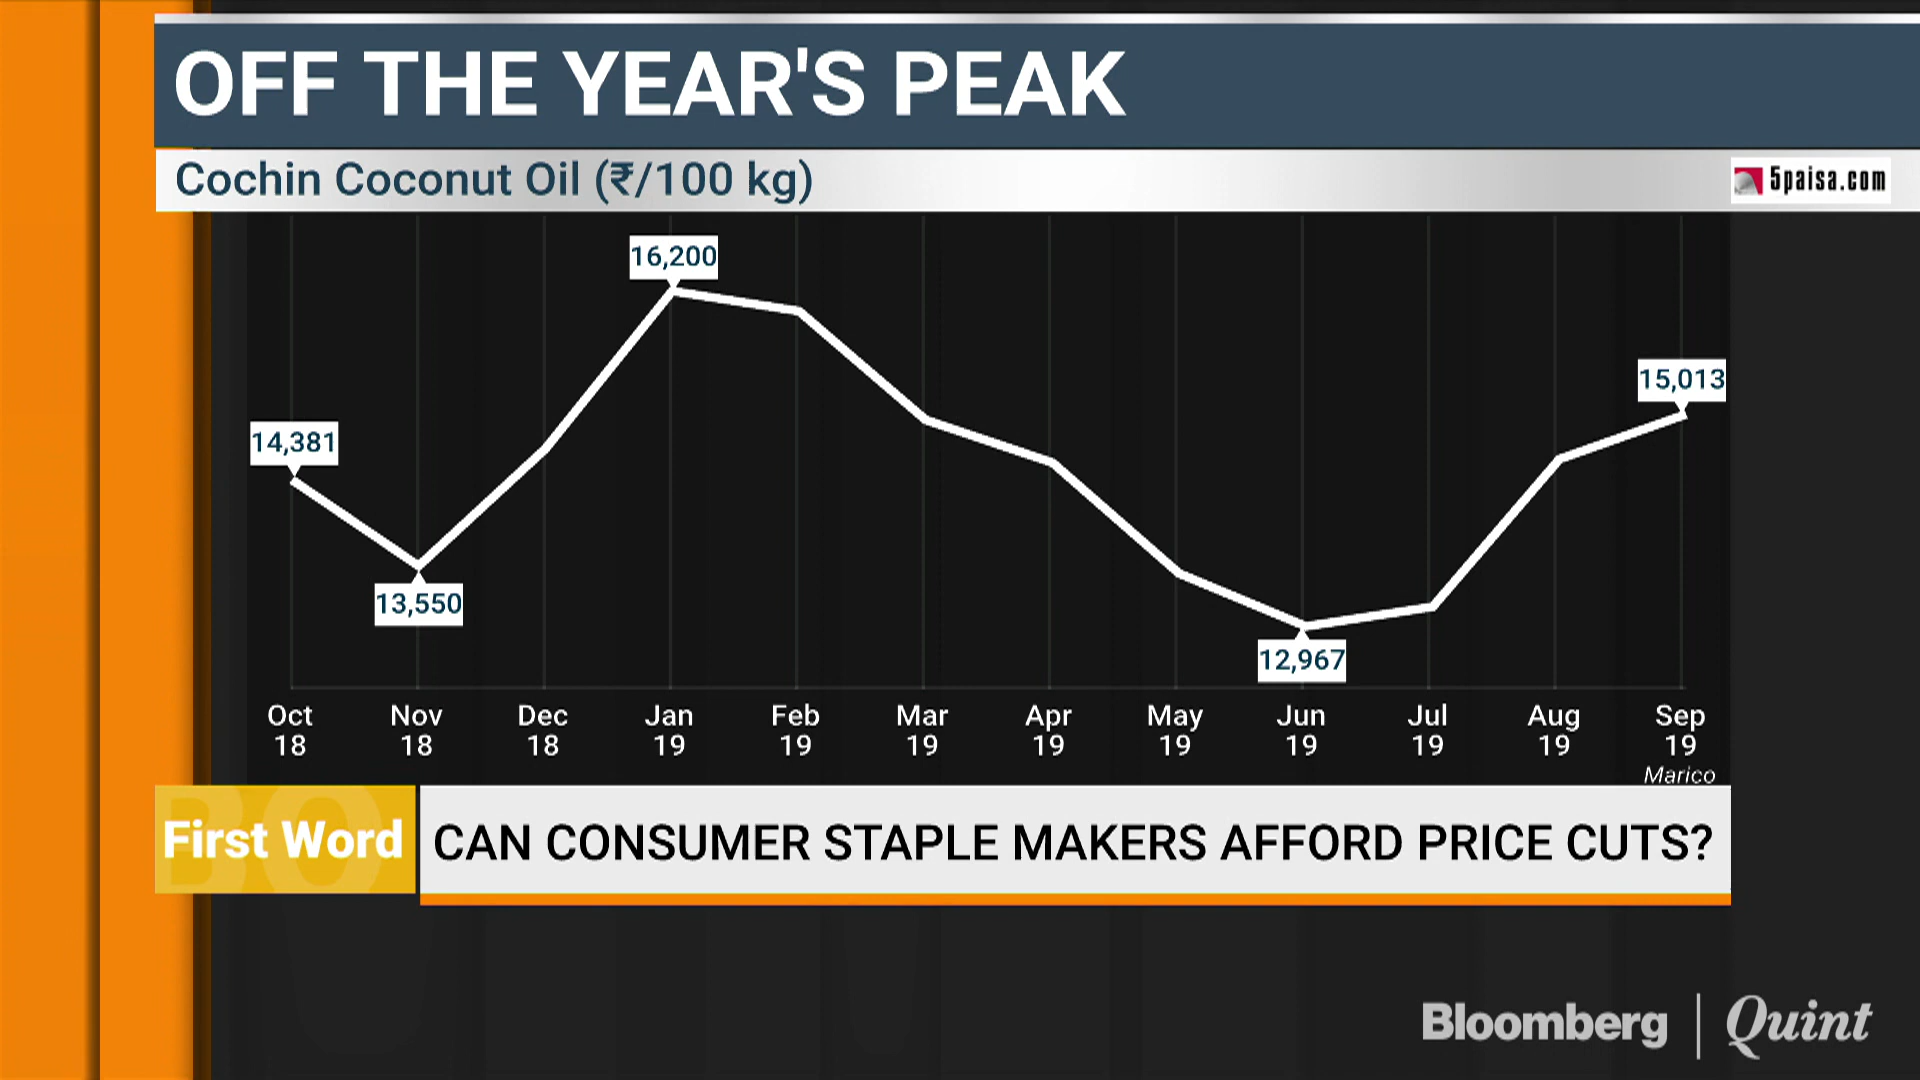 OFF THE YEAR'S PEAK
Cochin Coconut Oil (₹/100 kg)
5paisa.com
16,200
15,013
14,381
13,550
12,967
Oct Nov Dec Jan Feb Mar Apr May Jun Jul Aug Sep
18 18 18 19 19 19 19 19 19 19 19 19
Marico
First Word
CAN CONSUMER STAPLE MAKERS AFFORD PRICE CUTS?
Bloomberg | Quint